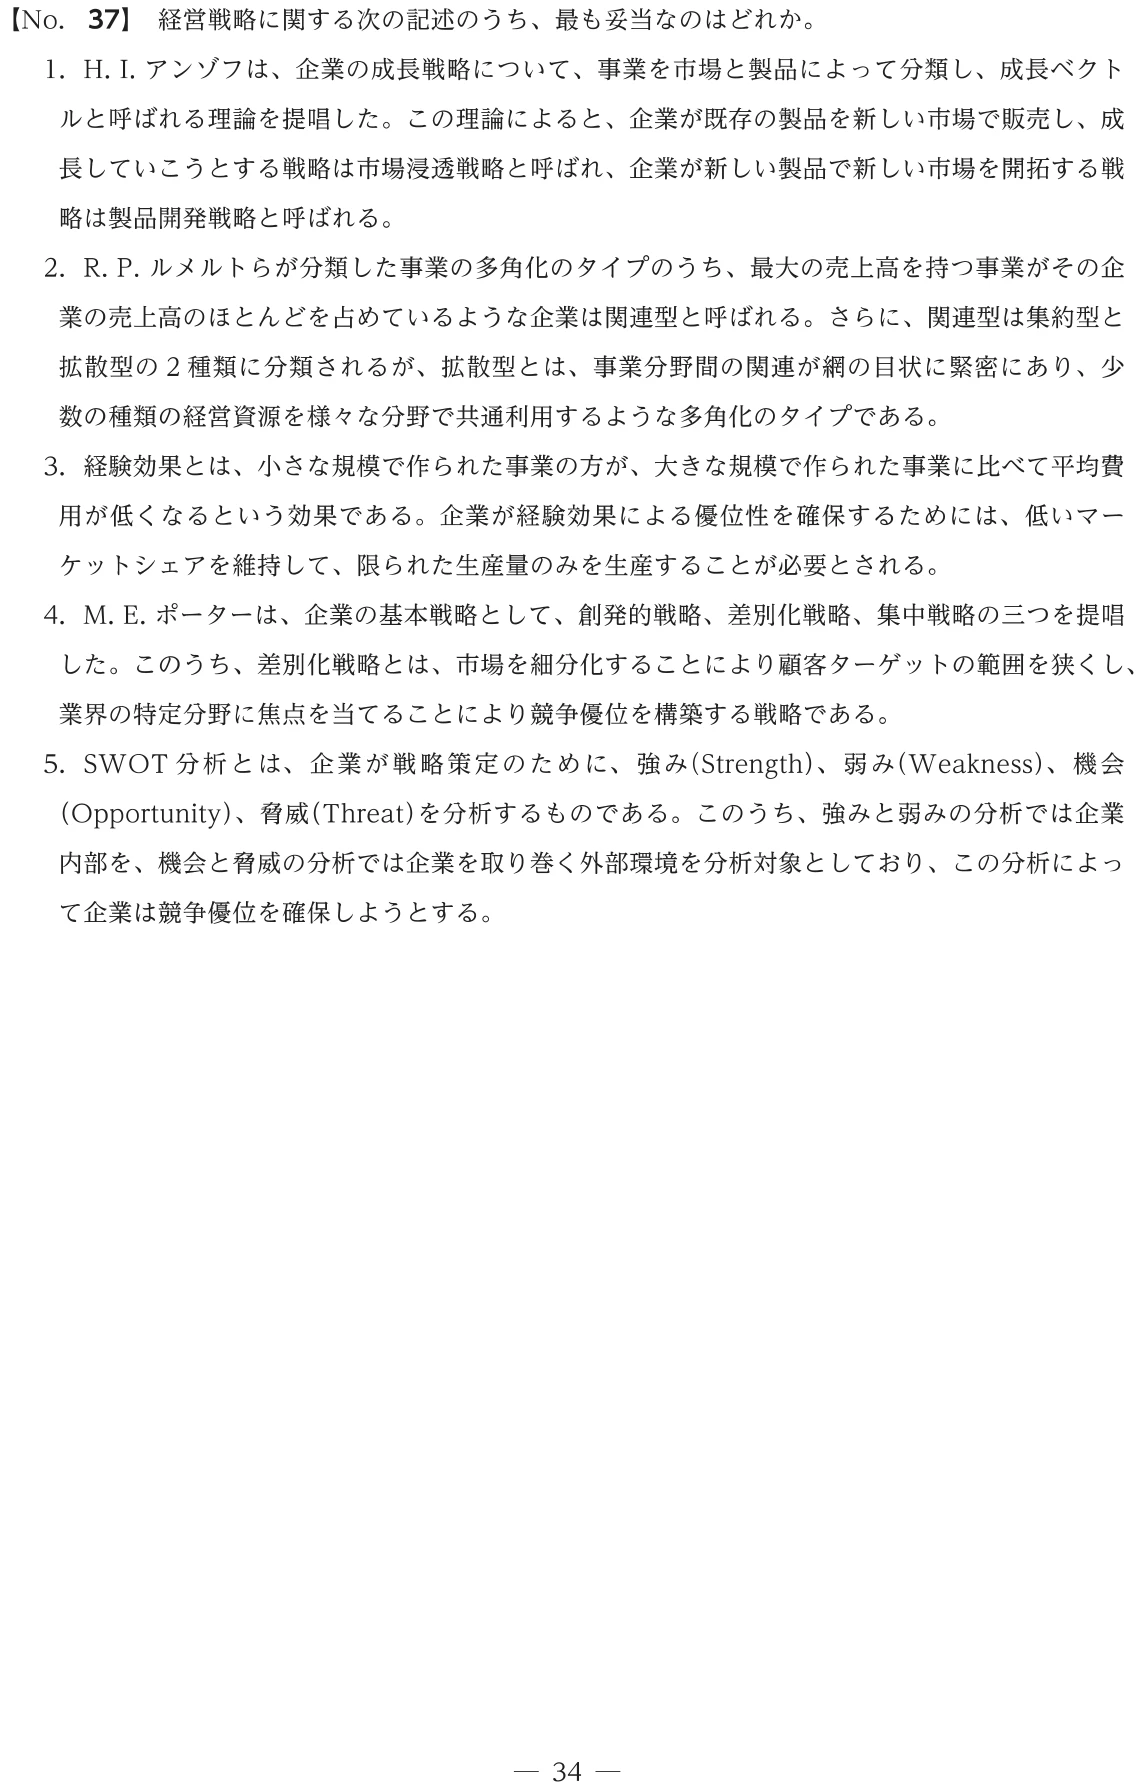 【No. 37】 経営戦略に関する次の記述のうち、最も妥当なのはどれか。
1. H. I. アンゾフは、企業の成長戦略について、事業を市場と製品によって分類し、成長ベクト
ルと呼ばれる理論を提唱した。この理論によると、企業が既存の製品を新しい市場で販売し、成
長していこうとする戦略は市場浸透戦略と呼ばれ、企業が新しい製品で新しい市場を開拓する戦
略は製品開発戦略と呼ばれる。
2. R. P. ルメルトらが分類した事業の多角化のタイプのうち、最大の売上高を持つ事業がその企
業の売上高のほとんどを占めているような企業は関連型と呼ばれる。さらに、関連型は集約型と
拡散型の2種類に分類されるが、拡散型とは、事業分野間の関連が網の目状に緊密にあり、少
数の種類の経営資源を様々な分野で共通利用するような多角化のタイプである。
3. 経験効果とは、小さな規模で作られた事業の方が、大きな規模で作られた事業に比べて平均費
用が低くなるという効果である。企業が経験効果による優位性を確保するためには、低いマー
ケットシェアを維持して、限られた生産量のみを生産することが必要とされる。
4. M. E. ポーターは、企業の基本戦略として、創発的戦略、差別化戦略、集中戦略の三つを提唱
した。このうち、差別化戦略とは、市場を細分化することにより顧客ターゲットの範囲を狭くし、
業界の特定分野に焦点を当てることにより競争優位を構築する戦略である。
5. SWOT分析とは、企業が戦略策定のために、強み(Strength)、弱み(Weakness)、機会
(Opportunity)、脅威(Threat)を分析するものである。このうち、強みと弱みの分析では企業
内部を、機会と脅威の分析では企業を取り巻く外部環境を分析対象としており、この分析によっ
て企業は競争優位を確保しようとする。
— 34 —